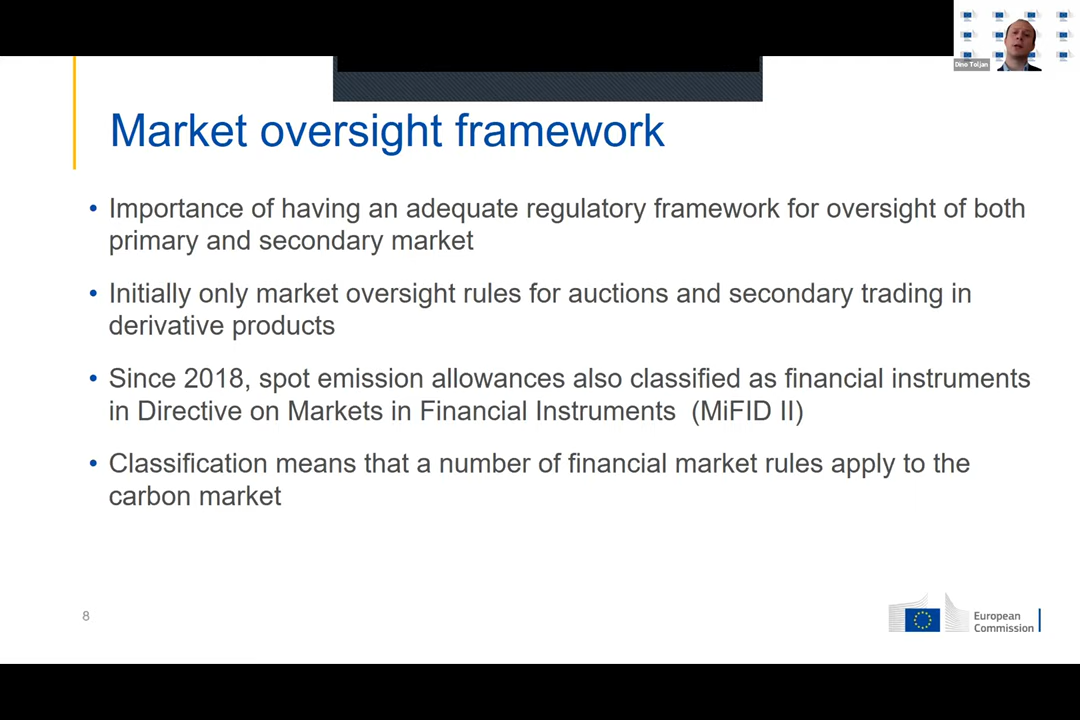 Dino Toljan
Market oversight framework
• Importance of having an adequate regulatory framework for oversight of both
primary and secondary market
• Initially only market oversight rules for auctions and secondary trading in
derivative products
• Since 2018, spot emission allowances also classified as financial instruments
in Directive on Markets in Financial Instruments (MiFID II)
• Classification means that a number of financial market rules apply to the
carbon market
8
European
Commission